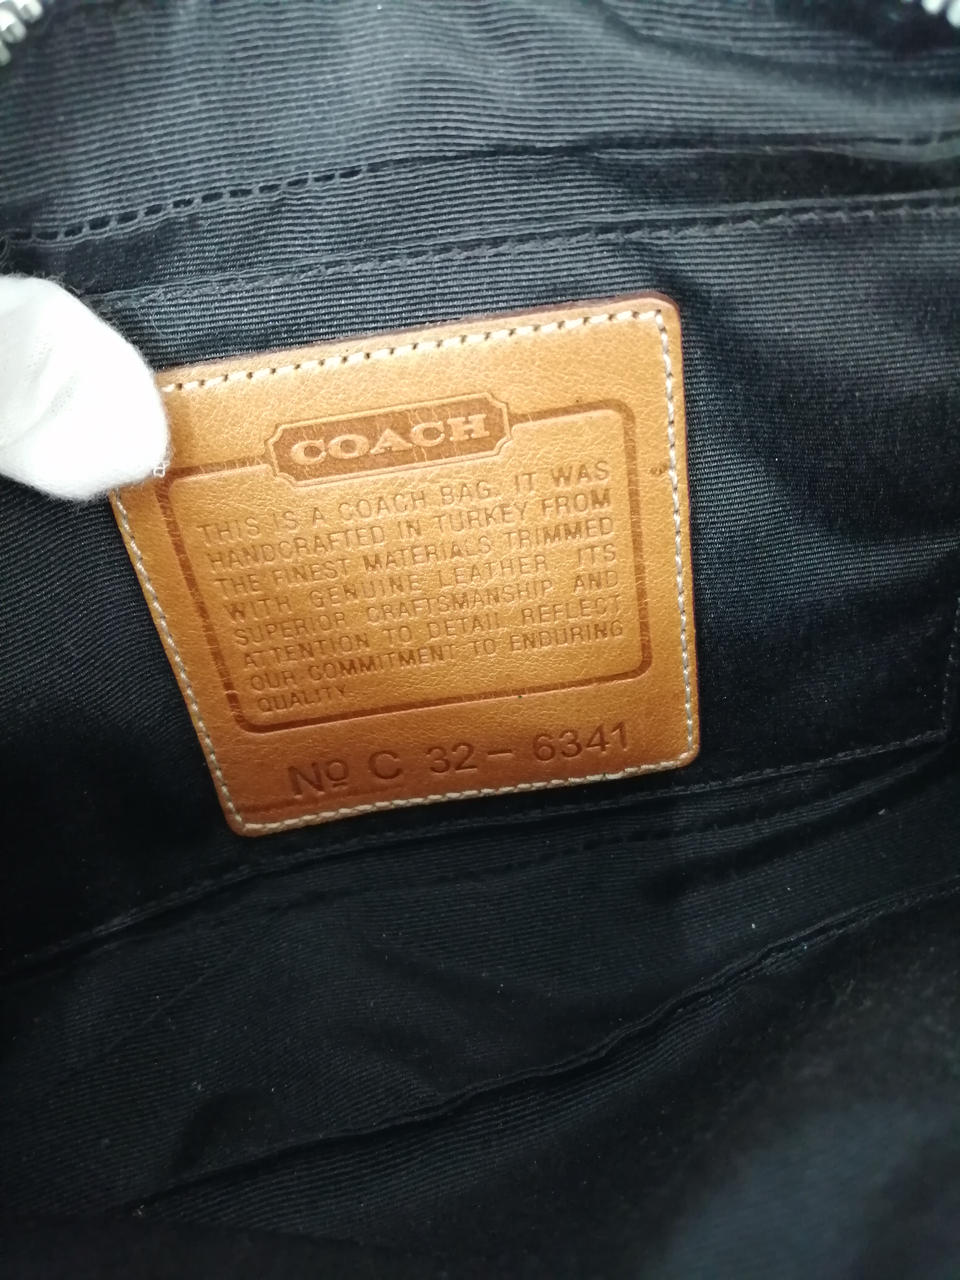 COACH
THIS IS A COACH BAG. IT WAS
HANDCRAFTED IN TURKEY FROM
THE FINEST MATERIALS TRIMMED
WITH GENUINE LEATHER ITS
SUPERIOR CRAFTSMANSHIP AND
ATTENTION TO DETAIL REFLECT
OUR COMMITMENT TO ENDURING
QUALITY
Nº C 32-6341